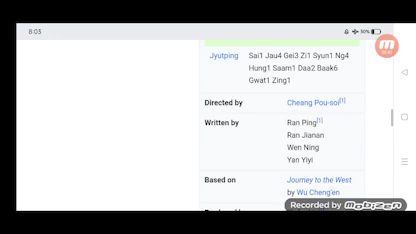 8:03
50%
Jyutping Sai1 Jau4 Gei3 Zi1 Syun1 Ng4
Hung1 Saam1 Daa2 Baak6
Gwat1 Zing1
Directed by Cheang Pou-soi[1]
Written by Ran Ping[1]
Ran Jianan
Wen Ning
Yan Yiyi
Based on Journey to the West
by Wu Cheng'en
Recorded by mobizen